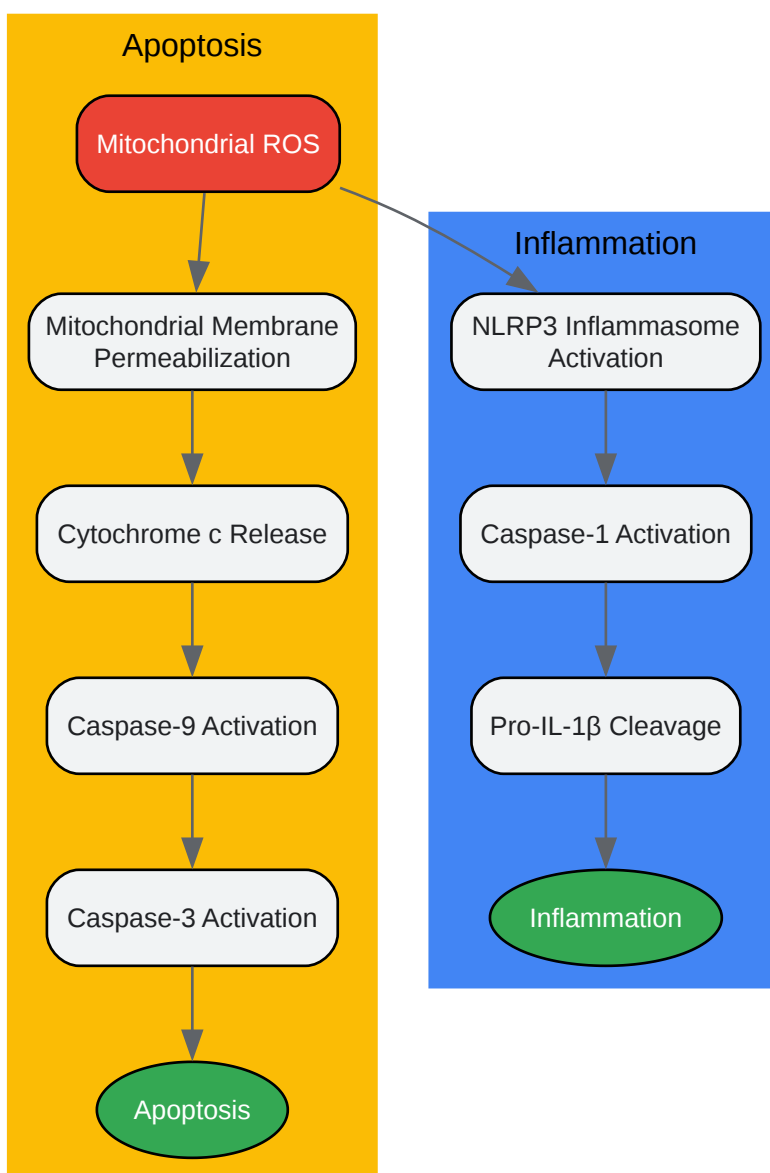 Apoptosis
Mitochondrial ROS
Mitochondrial Membrane
Permeabilization
Cytochrome c Release
Caspase-9 Activation
Caspase-3 Activation
Apoptosis
Inflammation
NLRP3 Inflammasome
Activation
Caspase-1 Activation
Pro-IL-1β Cleavage
Inflammation